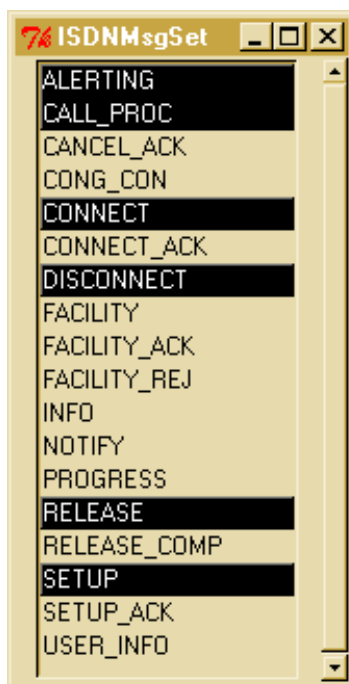 ISDNMsgSet
ALERTING
CALL_PROC
CANCEL_ACK
CONG_CON
CONNECT
CONNECT_ACK
DISCONNECT
FACILITY
FACILITY_ACK
FACILITY_REJ
INFO
NOTIFY
PROGRESS
RELEASE
RELEASE_COMP
SETUP
SETUP_ACK
USER_INFO